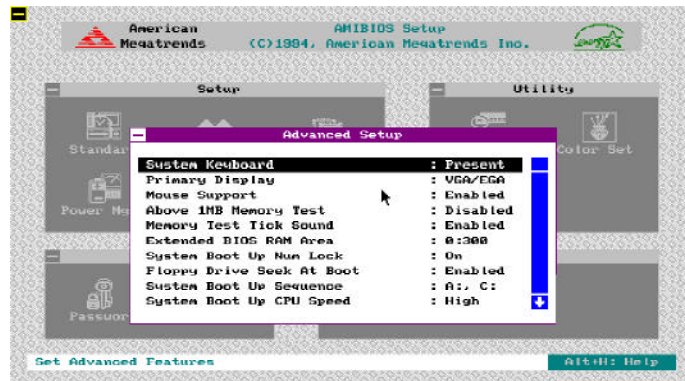 American
Megatrends
AMIBIOS Setup
(C)1994, American Megatrends Inc.
Setup
Utility
Standar
Color Set
Power Mg
Passwor
Advanced Setup
System Keyboard : Present
Primary Display : VGA/EGA
Mouse Support : Enabled
Above 1MB Memory Test : Disabled
Memory Test Tick Sound : Enabled
Extended BIOS RAM Area : 0:300
System Boot Up Num Lock : On
Floppy Drive Seek At Boot : Enabled
System Boot Up Sequence : A:, C:
System Boot Up CPU Speed : High
Set Advanced Features
Alt+H: Help